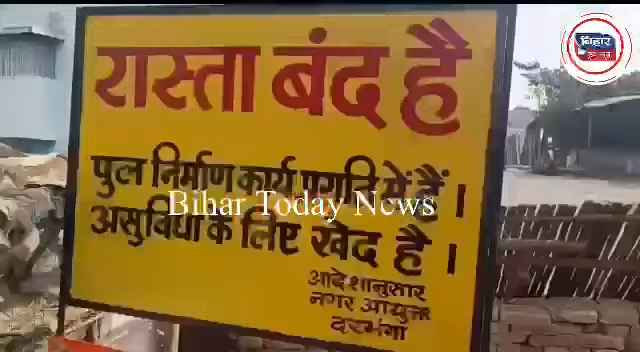 रास्ता बंद है
पुल निर्माण कार्य प्रगति में हैं।
Bihar Today News
असुविधा के लिए खेद है।
आदेशानुसार
नगर आयुक्त
दरभंगा
बिहार